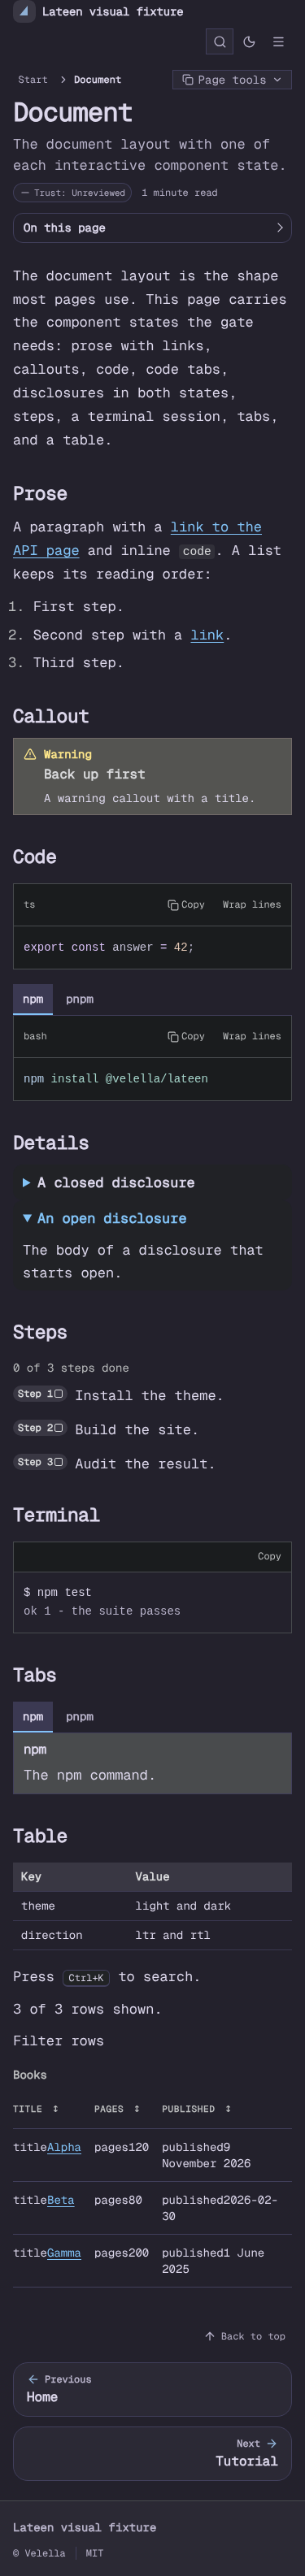 Lateen visual fixture
Start > Document
Page tools
Document
The document layout with one of
each interactive component state.
Trust: Unreviewed
1 minute read
On this page
The document layout is the shape
most pages use. This page carries
the component states the gate
needs: prose with links,
callouts, code, code tabs,
disclosures in both states,
steps, a terminal session, tabs,
and a table.
Prose
A paragraph with a link to the
API page and inline code. A list
keeps its reading order:
1. First step.
2. Second step with a link.
3. Third step.
Callout
Warning
Back up first
A warning callout with a title.
Code
ts Copy Wrap lines
export const answer = 42;
npm pnpm
bash Copy Wrap lines
npm install @velella/lateen
Details
A closed disclosure
An open disclosure
The body of a disclosure that
starts open.
Steps
0 of 3 steps done
Step 1 Install the theme.
Step 2 Build the site.
Step 3 Audit the result.
Terminal
Copy
$ npm test
ok 1 - the suite passes
Tabs
npm pnpm
npm
The npm command.
Table
Key Value
theme light and dark
direction ltr and rtl
Press Ctrl+K to search.
3 of 3 rows shown.
Filter rows
Books
TITLE ↕ PAGES ↕ PUBLISHED ↕
titleAlpha pages120 published9
November 2026
titleBeta pages80 published2026-02-
30
titleGamma pages200 published1 June
2025
↑ Back to top
← Previous
Home
Next →
Tutorial
Lateen visual fixture
© Velella MIT